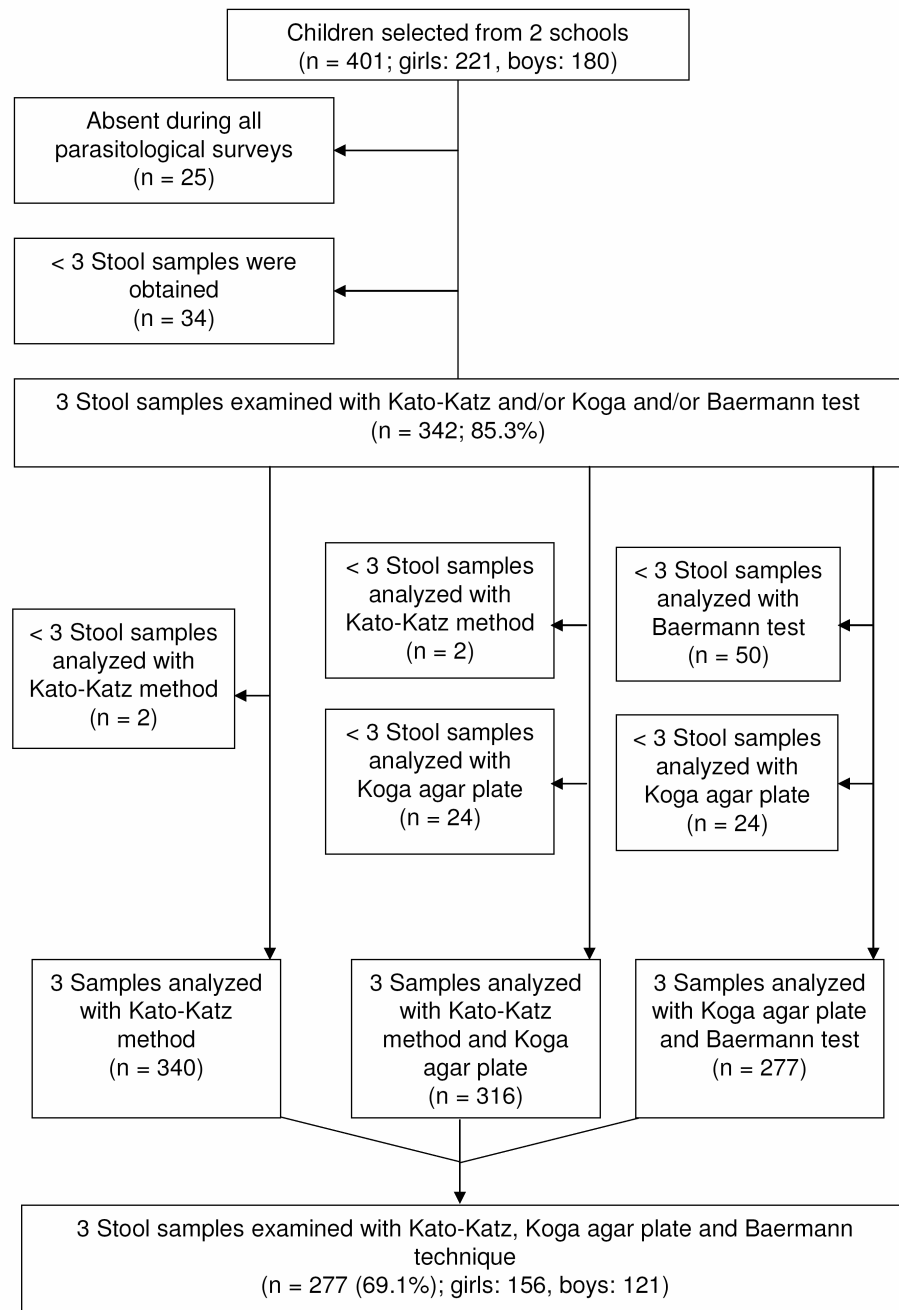 Children selected from 2 schools
(n = 401; girls: 221, boys: 180)
Absent during all
parasitological surveys
(n = 25)
< 3 Stool samples were
obtained
(n = 34)
3 Stool samples examined with Kato-Katz and/or Koga and/or Baermann test
(n = 342; 85.3%)
< 3 Stool samples
analyzed with
Kato-Katz method
(n = 2)
< 3 Stool samples
analyzed with
Kato-Katz method
(n = 2)
< 3 Stool samples
analyzed with
Koga agar plate
(n = 24)
< 3 Stool samples
analyzed with
Baermann test
(n = 50)
< 3 Stool samples
analyzed with
Koga agar plate
(n = 24)
3 Samples analyzed
with Kato-Katz
method
(n = 340)
3 Samples analyzed
with Kato-Katz
method and Koga
agar plate
(n = 316)
3 Samples analyzed
with Koga agar plate
and Baermann test
(n = 277)
3 Stool samples examined with Kato-Katz, Koga agar plate and Baermann
technique
(n = 277 (69.1%); girls: 156, boys: 121)